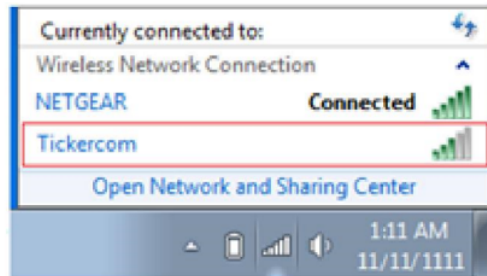 Currently connected to:
Wireless Network Connection
NETGEAR Connected
Tickercom
Open Network and Sharing Center
1:11 AM
11/11/1111